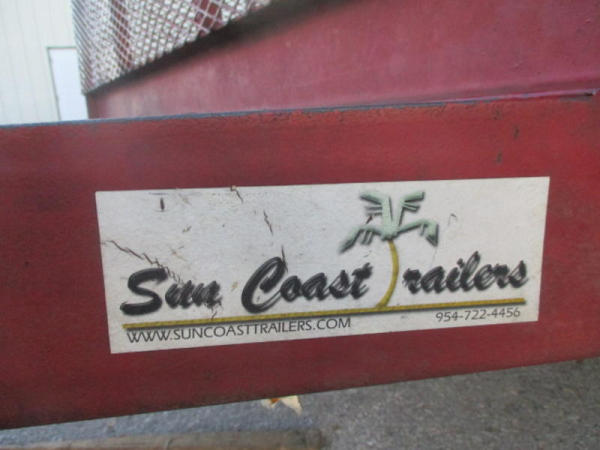 Sun Coast Trailers
WWW.SUNCOASTTRAILERS.COM 954-722-4456